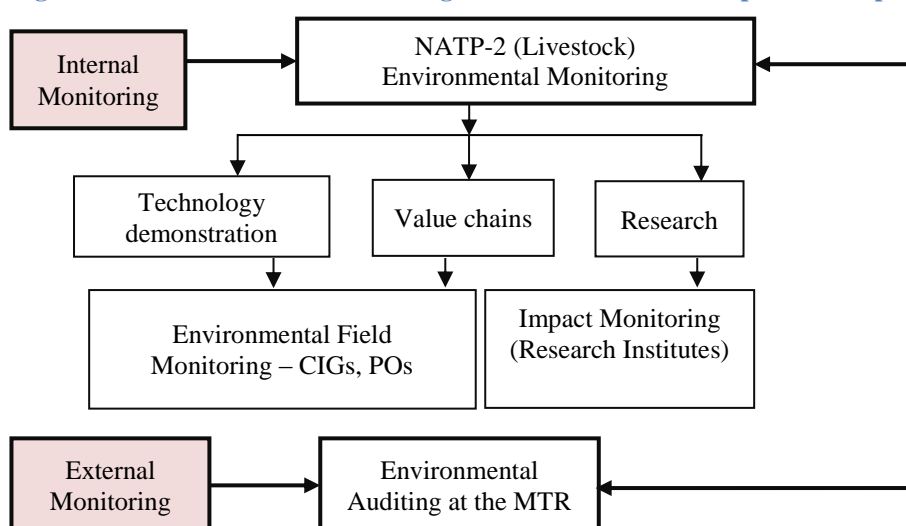 Internal
Monitoring
NATP-2 (Livestock)
Environmental Monitoring
Technology
demonstration
Value chains
Research
Environmental Field
Monitoring – CIGs, POs
Impact Monitoring
(Research Institutes)
External
Monitoring
Environmental
Auditing at the MTR